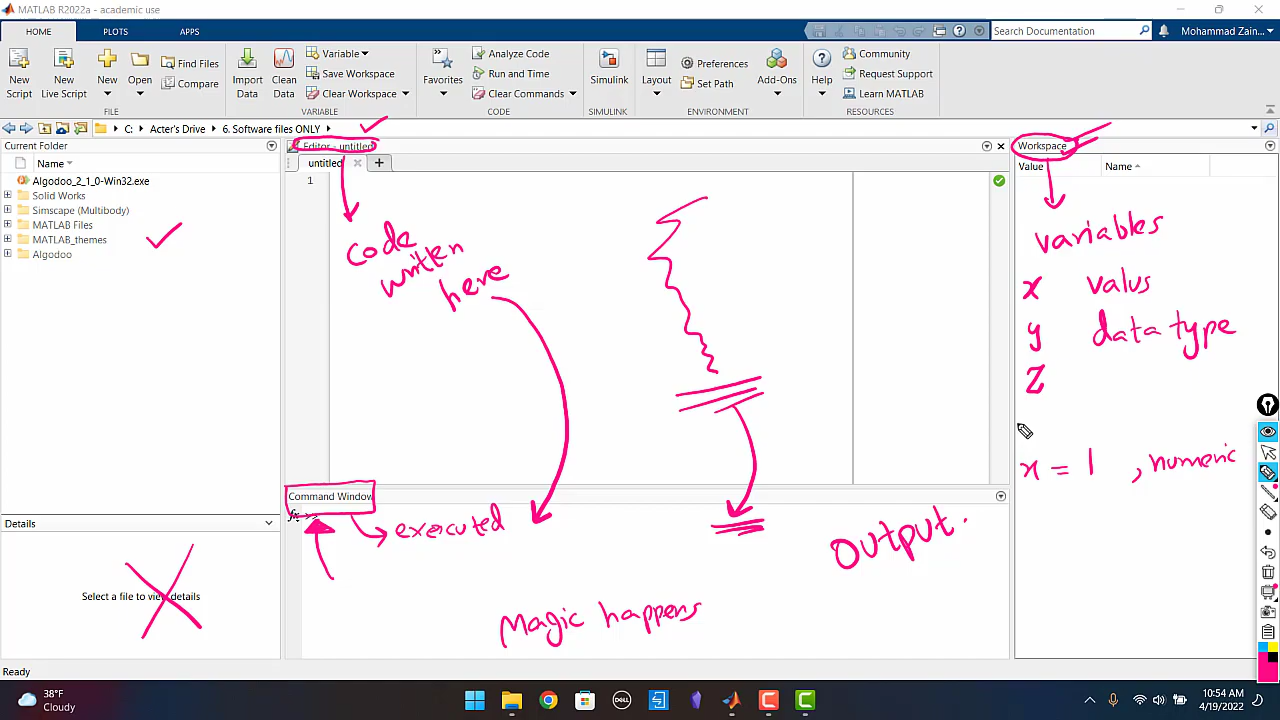 MATLAB R2022a - academic use
HOME PLOTS APPS
Search Documentation
Mohammad Zain...
New Script
New Live Script
New
Open
Find Files
Compare
FILE
Import Data
Clean Data
Variable
Save Workspace
Clear Workspace
VARIABLE
Favorites
Analyze Code
Run and Time
Clear Commands
CODE
Simulink
SIMULINK
Layout
Preferences
Set Path
Add-Ons
ENVIRONMENT
Help
Community
Request Support
Learn MATLAB
RESOURCES
C: Acter's Drive 6. Software files ONLY
Current Folder
Name
Algodoo_2_1_0-Win32.exe
Solid Works
Simscape (Multibody)
MATLAB Files
MATLAB_themes
Algodoo
Details
Select a file to view details
Editor - untitled
untitled
1
code
written
here
Command Window
fx >>
executed
Magic happens
Output.
Workspace
Value Name
variables
x valus
y data type
Z
x = 1 , numeric
Ready
38°F
Cloudy
DELL
10:54 AM
4/19/2022